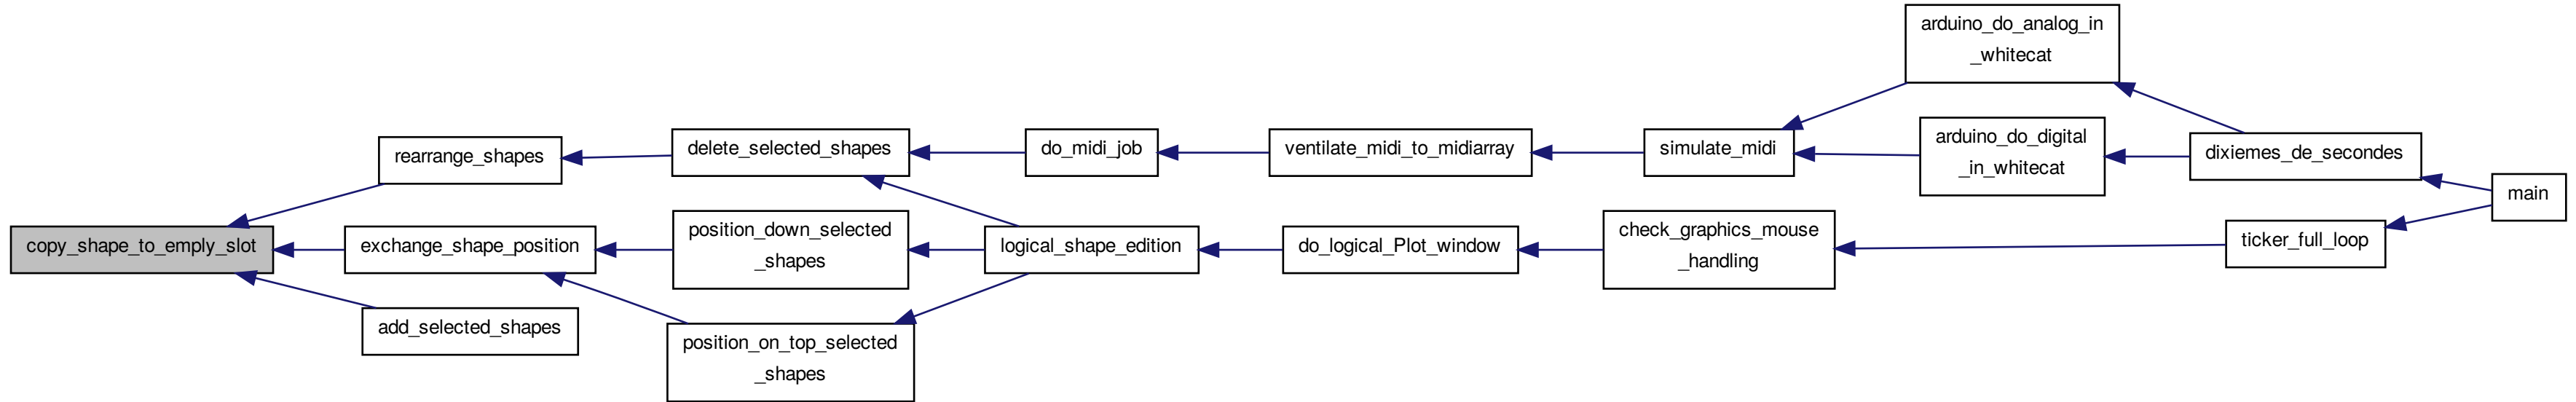 copy_shape_to_emply_slot
rearrange_shapes
exchange_shape_position
add_selected_shapes
delete_selected_shapes
position_down_selected
_shapes
position_on_top_selected
_shapes
do_midi_job
logical_shape_edition
ventilate_midi_to_midiarray
do_logical_Plot_window
simulate_midi
check_graphics_mouse
_handling
arduino_do_analog_in
_whitecat
arduino_do_digital
_in_whitecat
dixiemes_de_secondes
ticker_full_loop
main